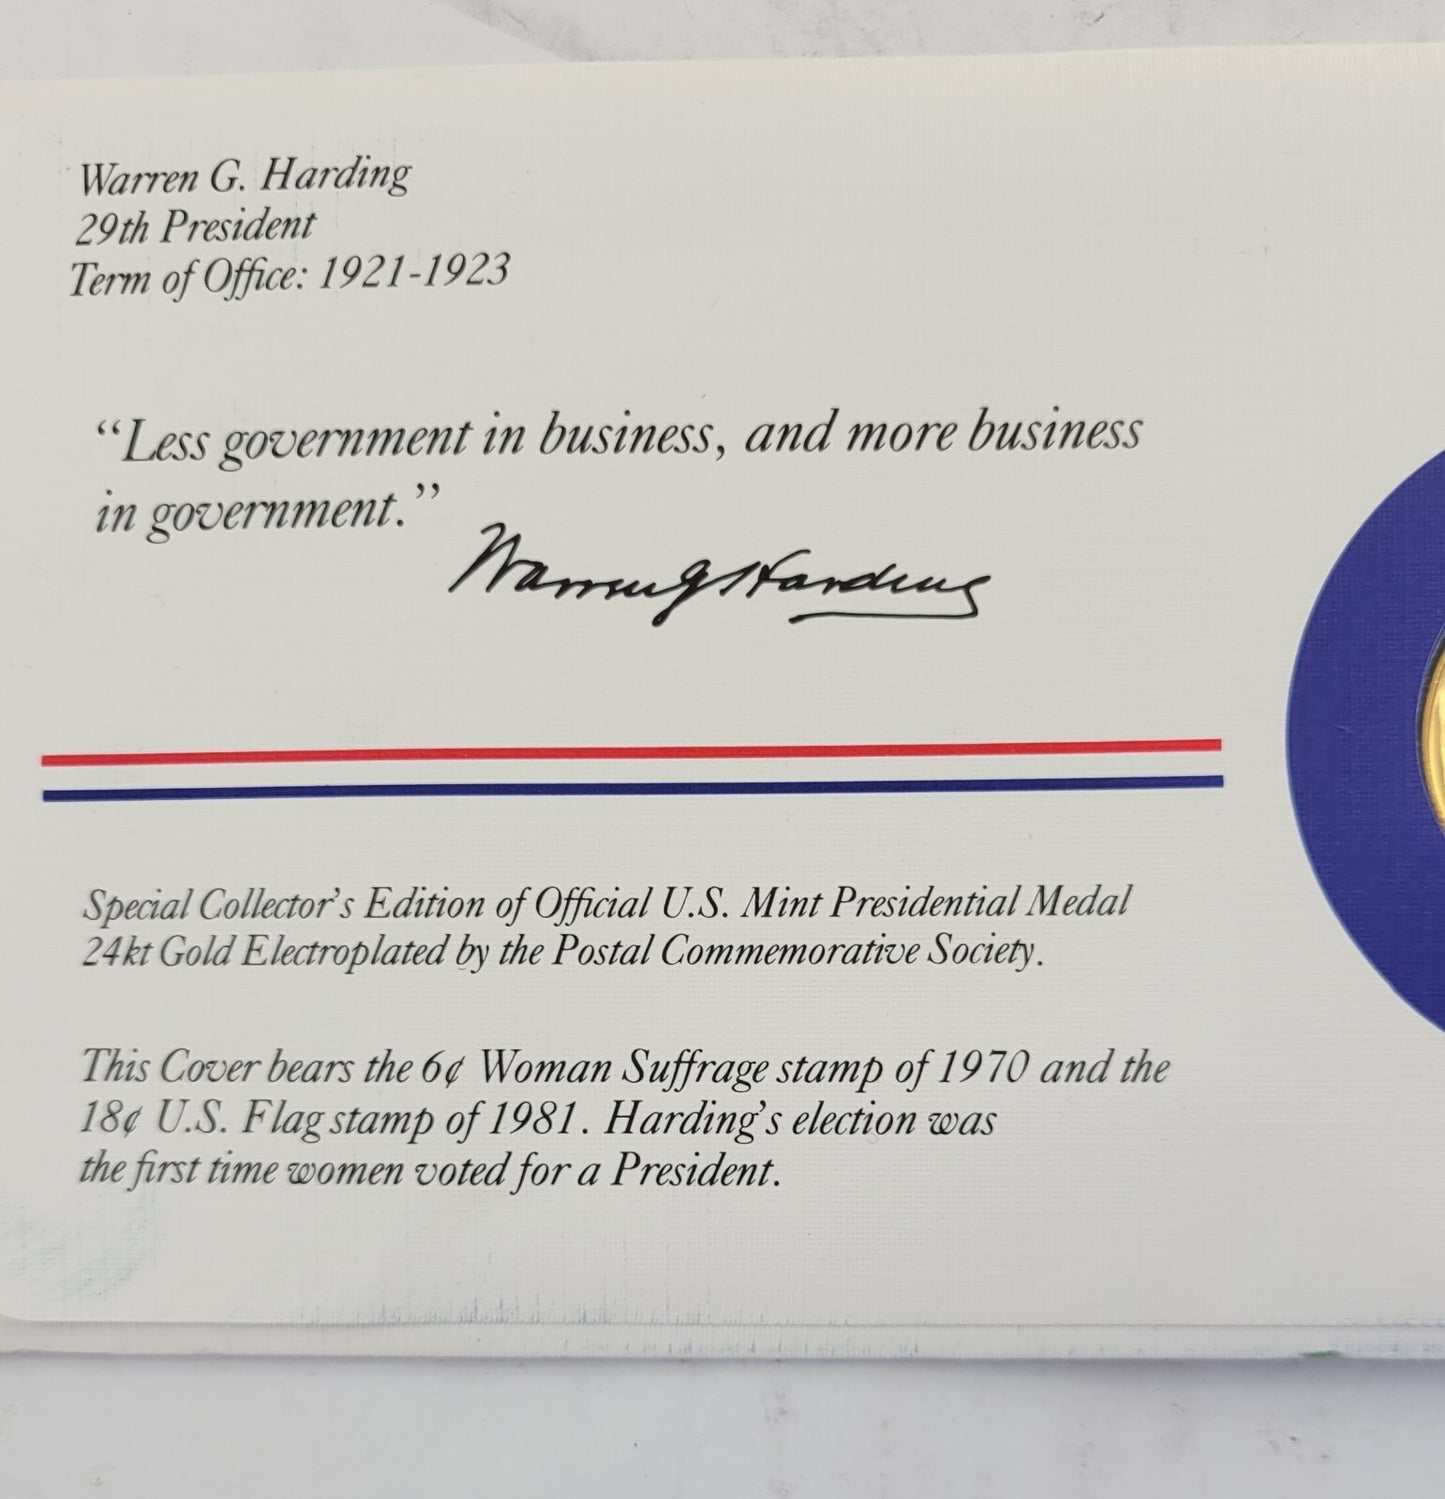 Warren G. Harding
29th President
Term of Office: 1921-1923
“Less government in business, and more business
in government.”
Warren G Harding
Special Collector’s Edition of Official U.S. Mint Presidential Medal
24kt Gold Electroplated by the Postal Commemorative Society.
This Cover bears the 6¢ Woman Suffrage stamp of 1970 and the
18¢ U.S. Flag stamp of 1981. Harding’s election was
the first time women voted for a President.